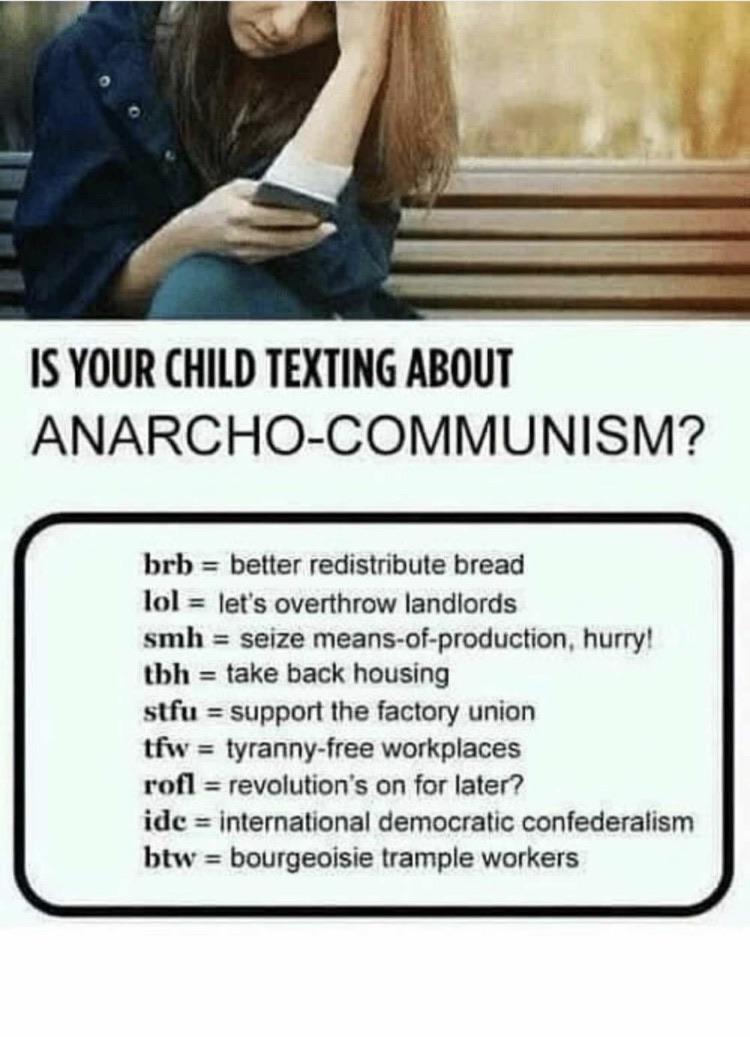 IS YOUR CHILD TEXTING ABOUT
ANARCHO-COMMUNISM?
brb = better redistribute bread
lol = let's overthrow landlords
smh = seize means-of-production, hurry!
tbh = take back housing
stfu = support the factory union
tfw = tyranny-free workplaces
rofl = revolution's on for later?
idc = international democratic confederalism
btw = bourgeoisie trample workers